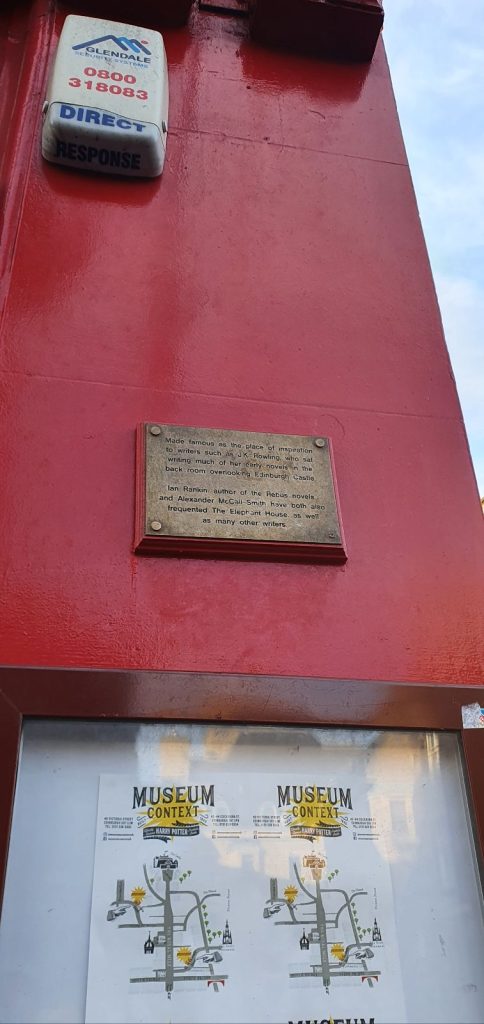 GLENDALE
SECURITY SYSTEMS
0800
318083
DIRECT
RESPONSE
Made famous as the place of inspiration
to writers such as J.K. Rowling, who sat
writing much of her early novels in the
back room overlooking Edinburgh Castle.
Ian Rankin, author of the Rebus novels
and Alexander McCall-Smith have both also
frequented The Elephant House, as well
as many other writers.
MUSEUM
CONTEXT
HARRY POTTER
MUSEUM
CONTEXT
HARRY POTTER
MUSEUM